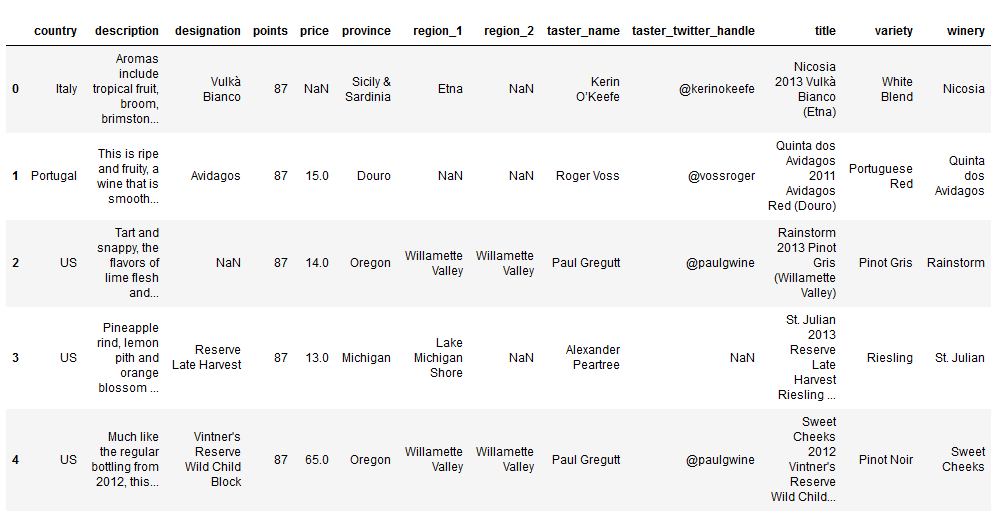 country description designation points price province region_1 region_2 taster_name taster_twitter_handle title variety winery
0 Italy Aromas include tropical fruit, broom, brimston... Vulkà Bianco 87 NaN Sicily & Sardinia Etna NaN Kerin O'Keefe @kerinokeefe Nicosia 2013 Vulkà Bianco (Etna) White Blend Nicosia
1 Portugal This is ripe and fruity, a wine that is smooth... Avidagos 87 15.0 Douro NaN NaN Roger Voss @vossroger Quinta dos Avidagos 2011 Avidagos Red (Douro) Portuguese Red Quinta dos Avidagos
2 US Tart and snappy, the flavors of lime flesh and... NaN 87 14.0 Oregon Willamette Valley Willamette Valley Paul Gregutt @paulgwine Rainstorm 2013 Pinot Gris (Willamette Valley) Pinot Gris Rainstorm
3 US Pineapple rind, lemon pith and orange blossom ... Reserve Late Harvest 87 13.0 Michigan Lake Michigan Shore NaN Alexander Peartree NaN St. Julian 2013 Reserve Late Harvest Riesling ... Riesling St. Julian
4 US Much like the regular bottling from 2012, this... Vintner's Reserve Wild Child Block 87 65.0 Oregon Willamette Valley Willamette Valley Paul Gregutt @paulgwine Sweet Cheeks 2012 Vintner's Reserve Wild Child... Pinot Noir Sweet Cheeks